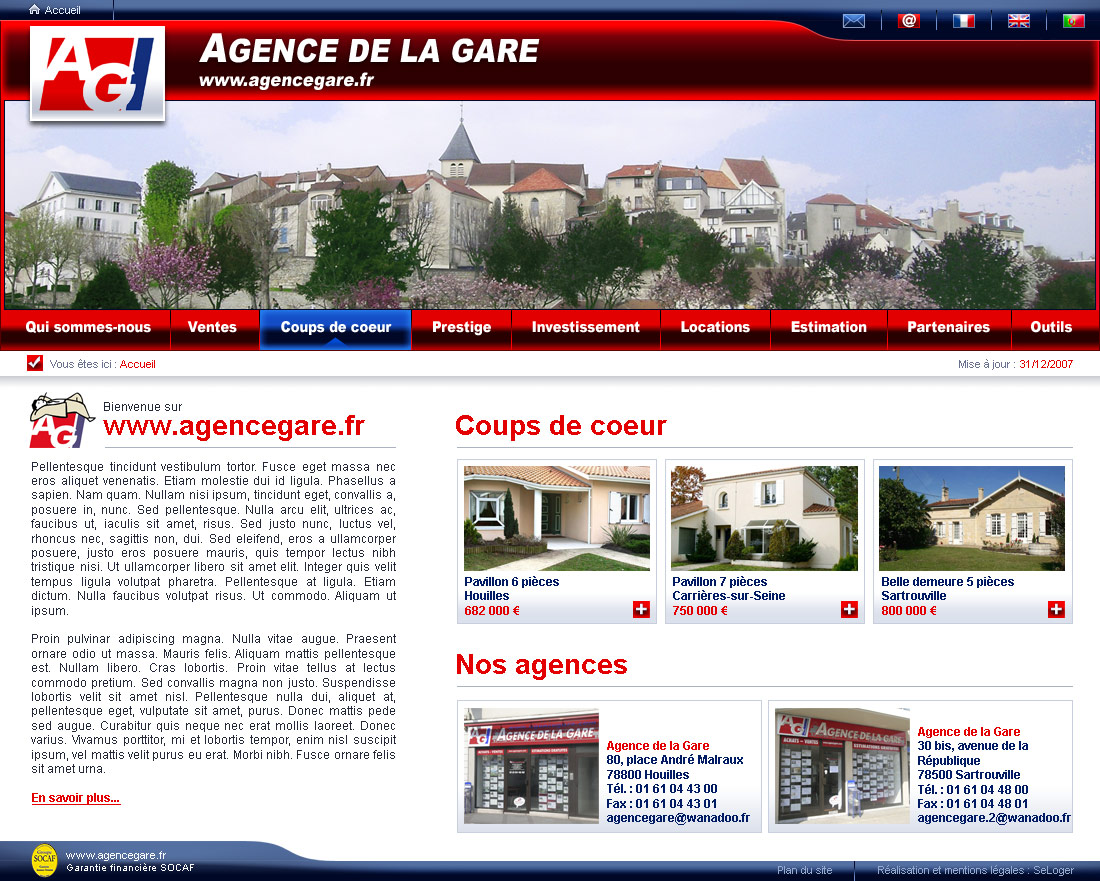 Accueil
@
AGI
AGENCE DE LA GARE
www.agencegare.fr
Qui sommes-nous
Ventes
Coups de coeur
Prestige
Investissement
Locations
Estimation
Partenaires
Outils
Vous êtes ici : Accueil
Mise à jour : 31/12/2007
AGI
Bienvenue sur
www.agencegare.fr
Pellentesque tincidunt vestibulum tortor. Fusce eget massa nec
eros aliquet venenatis. Etiam molestie dui id ligula. Phasellus a
sapien. Nam quam. Nullam nisi ipsum, tincidunt eget, convallis a,
posuere in, nunc. Sed pellentesque. Nulla arcu elit, ultrices ac,
faucibus ut, iaculis sit amet, risus. Sed justo nunc, luctus vel,
rhoncus nec, sagittis non, dui. Sed eleifend, eros a ullamcorper
posuere, justo eros posuere mauris, quis tempor lectus nibh
tristique nisi. Ut ullamcorper libero sit amet elit. Integer quis velit
tempus ligula volutpat pharetra. Pellentesque at ligula. Etiam
dictum. Nulla faucibus volutpat risus. Ut commodo. Aliquam ut
ipsum.
Proin pulvinar adipiscing magna. Nulla vitae augue. Praesent
ornare odio ut massa. Mauris felis. Aliquam mattis pellentesque
est. Nullam libero. Cras lobortis. Proin vitae tellus at lectus
commodo pretium. Sed convallis magna non justo. Suspendisse
lobortis velit sit amet nisl. Pellentesque nulla dui, aliquet at,
pellentesque eget, vulputate sit amet, purus. Donec mattis pede
sed augue. Curabitur quis neque nec erat mollis laoreet. Donec
varius. Vivamus porttitor, mi et lobortis tempor, enim nisl suscipit
ipsum, vel mattis velit purus eu erat. Morbi nibh. Fusce ornare felis
sit amet urna.
En savoir plus...
Coups de coeur
Pavillon 6 pièces
Houilles
682 000 €
Pavillon 7 pièces
Carrières-sur-Seine
750 000 €
Belle demeure 5 pièces
Sartrouville
800 000 €
Nos agences
AGENCE DE LA GARE
Agence de la Gare
80, place André Malraux
78800 Houilles
Tél. : 01 61 04 43 00
Fax : 01 61 04 43 01
agencegare@wanadoo.fr
AGENCE DE LA GARE
Agence de la Gare
30 bis, avenue de la
République
78500 Sartrouville
Tél. : 01 61 04 48 00
Fax : 01 61 04 48 01
agencegare.2@wanadoo.fr
SOCAF
www.agencegare.fr
Garantie financière SOCAF
Plan du site
Réalisation et mentions légales : SeLoger